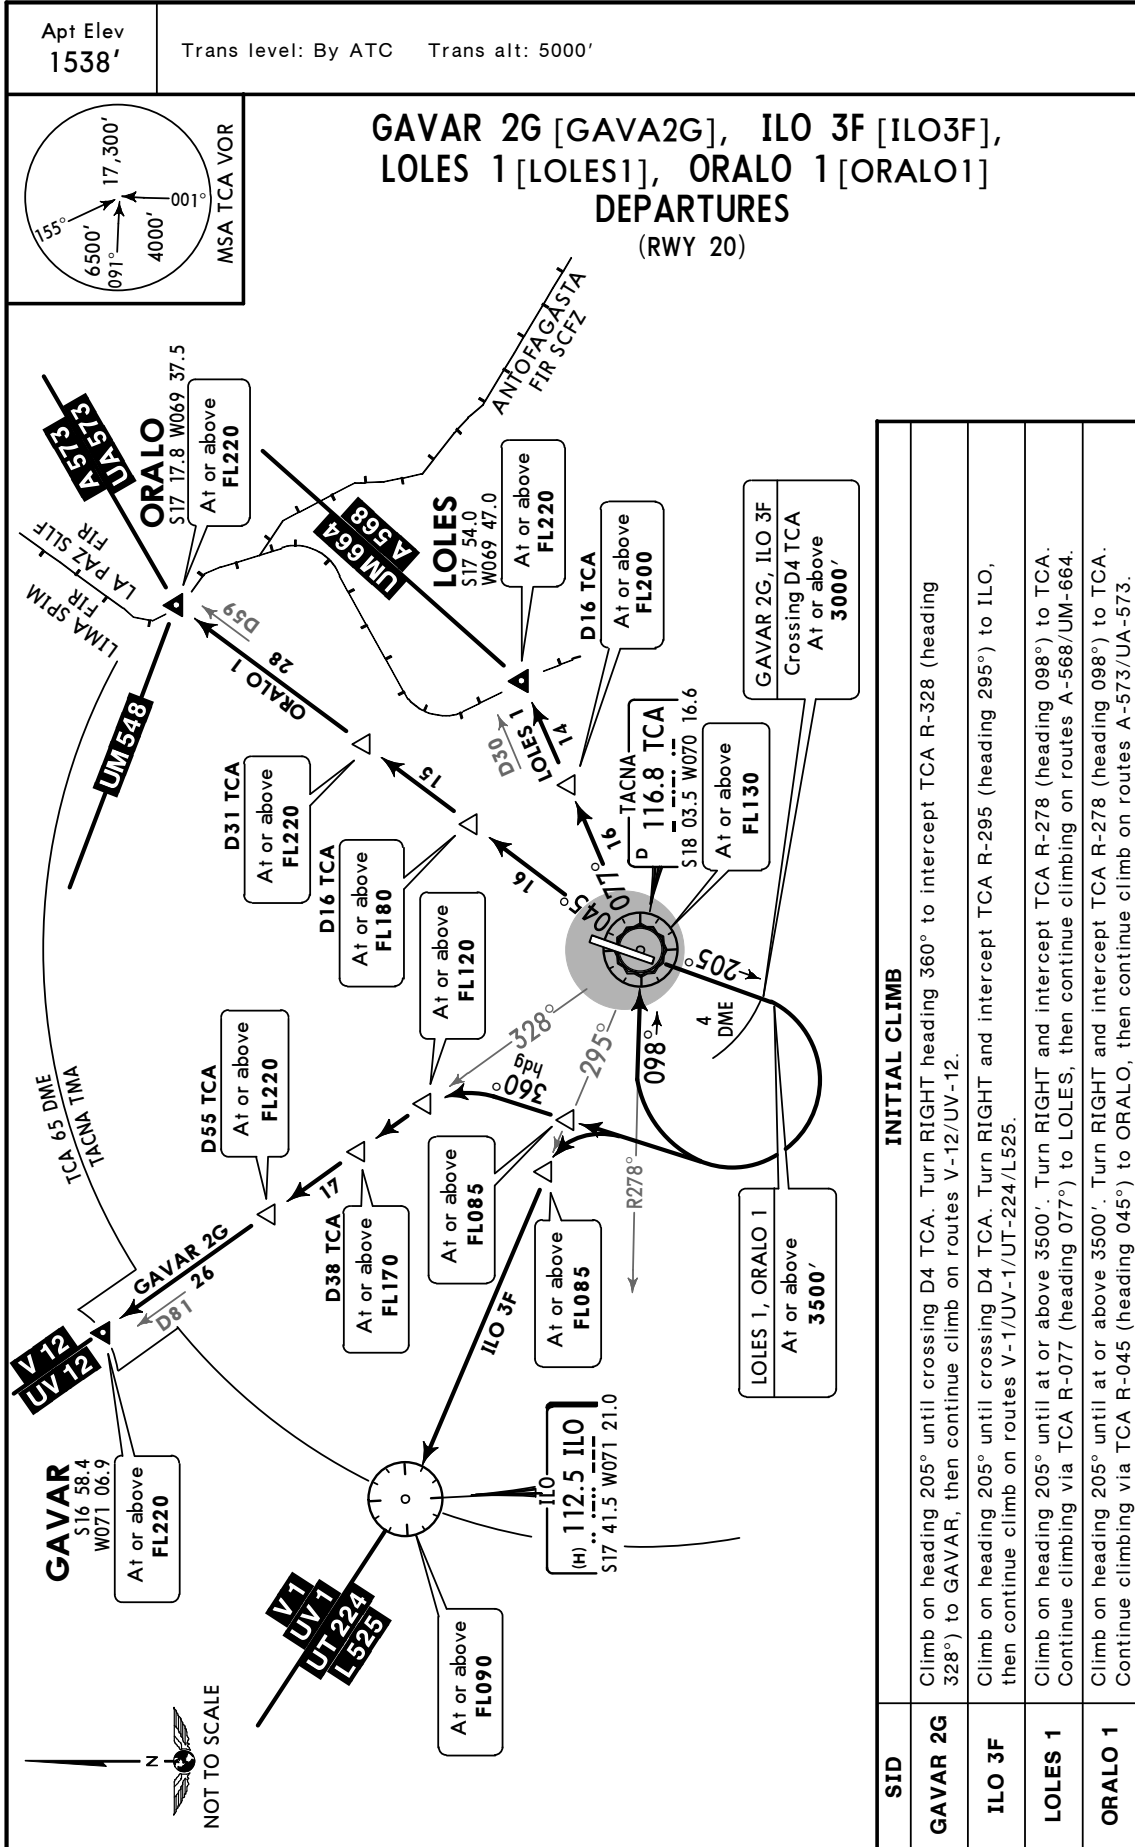 Apt Elev
1538'
Trans level: By ATC Trans alt: 5000'
MSA TCA VOR
17,300'
6500'
4000'
155°
091°
001°
GAVAR 2G [GAVA2G], ILO 3F [ILO3F],
LOLES 1 [LOLES1], ORALO 1 [ORALO1]
DEPARTURES
(RWY 20)
ANTOFAGASTA
FIR SCFZ
A 573
UA 573
ORALO
S17 17.8 W069 37.5
At or above
FL220
LA PAZ SLLF
FIR
LIMA SPIM
FIR
UM 548
D59
28
ORALO 1
UM 664
A 568
LOLES
S17 54.0
W069 47.0
At or above
FL220
D30
LOLES 1
14
D16 TCA
At or above
FL200
16
077°
D31 TCA
At or above
FL220
15
D16 TCA
At or above
FL180
16
045°
TACNA
D 116.8 TCA
S18 03.5 W070 16.6
At or above
FL130
GAVAR 2G, ILO 3F
Crossing D4 TCA
At or above
3000'
205°
4
DME
At or above
FL120
328°
hdg
360°
295°
098°
R278°
TCA 65 DME
TACNA TMA
D55 TCA
At or above
FL220
17
D38 TCA
At or above
FL170
At or above
FL085
At or above
FL085
LOLES 1, ORALO 1
At or above
3500'
GAVAR 2G
26
D81
V 12
UV 12
GAVAR
S16 58.4
W071 06.9
At or above
FL220
ILO 3F
ILO
(H) 112.5 ILO
S17 41.5 W071 21.0
V 1
UV 1
UT 224
L 525
At or above
FL090
N
NOT TO SCALE
SID
INITIAL CLIMB
GAVAR 2G
Climb on heading 205° until crossing D4 TCA. Turn RIGHT heading 360° to intercept TCA R-328 (heading
328°) to GAVAR, then continue climb on routes V-12/UV-12.
ILO 3F
Climb on heading 205° until crossing D4 TCA. Turn RIGHT and intercept TCA R-295 (heading 295°) to ILO,
then continue climb on routes V-1/UV-1/UT-224/L525.
LOLES 1
Climb on heading 205° until at or above 3500'. Turn RIGHT and intercept TCA R-278 (heading 098°) to TCA.
Continue climbing via TCA R-077 (heading 077°) to LOLES, then continue climbing on routes A-568/UM-664.
ORALO 1
Climb on heading 205° until at or above 3500'. Turn RIGHT and intercept TCA R-278 (heading 098°) to TCA.
Continue climbing via TCA R-045 (heading 045°) to ORALO, then continue climb on routes A-573/UA-573.